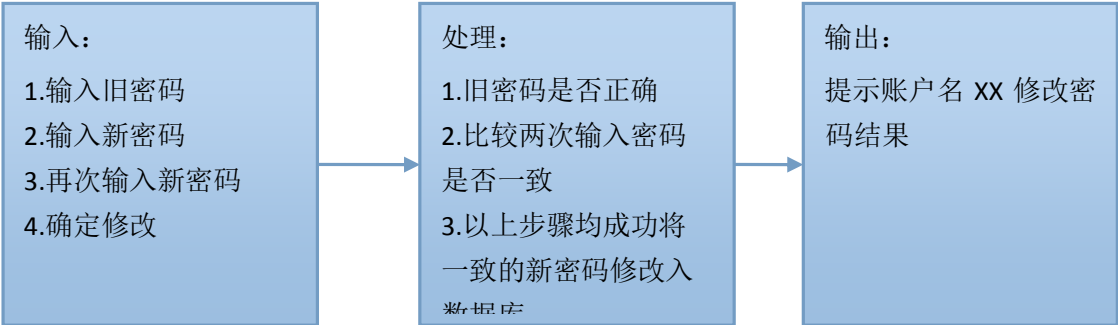 输入：
1.输入旧密码
2.输入新密码
3.再次输入新密码
4.确定修改
处理：
1.旧密码是否正确
2.比较两次输入密码
是否一致
3.以上步骤均成功将
一致的新密码修改入
数据库
输出：
提示账户名 XX 修改密
码结果